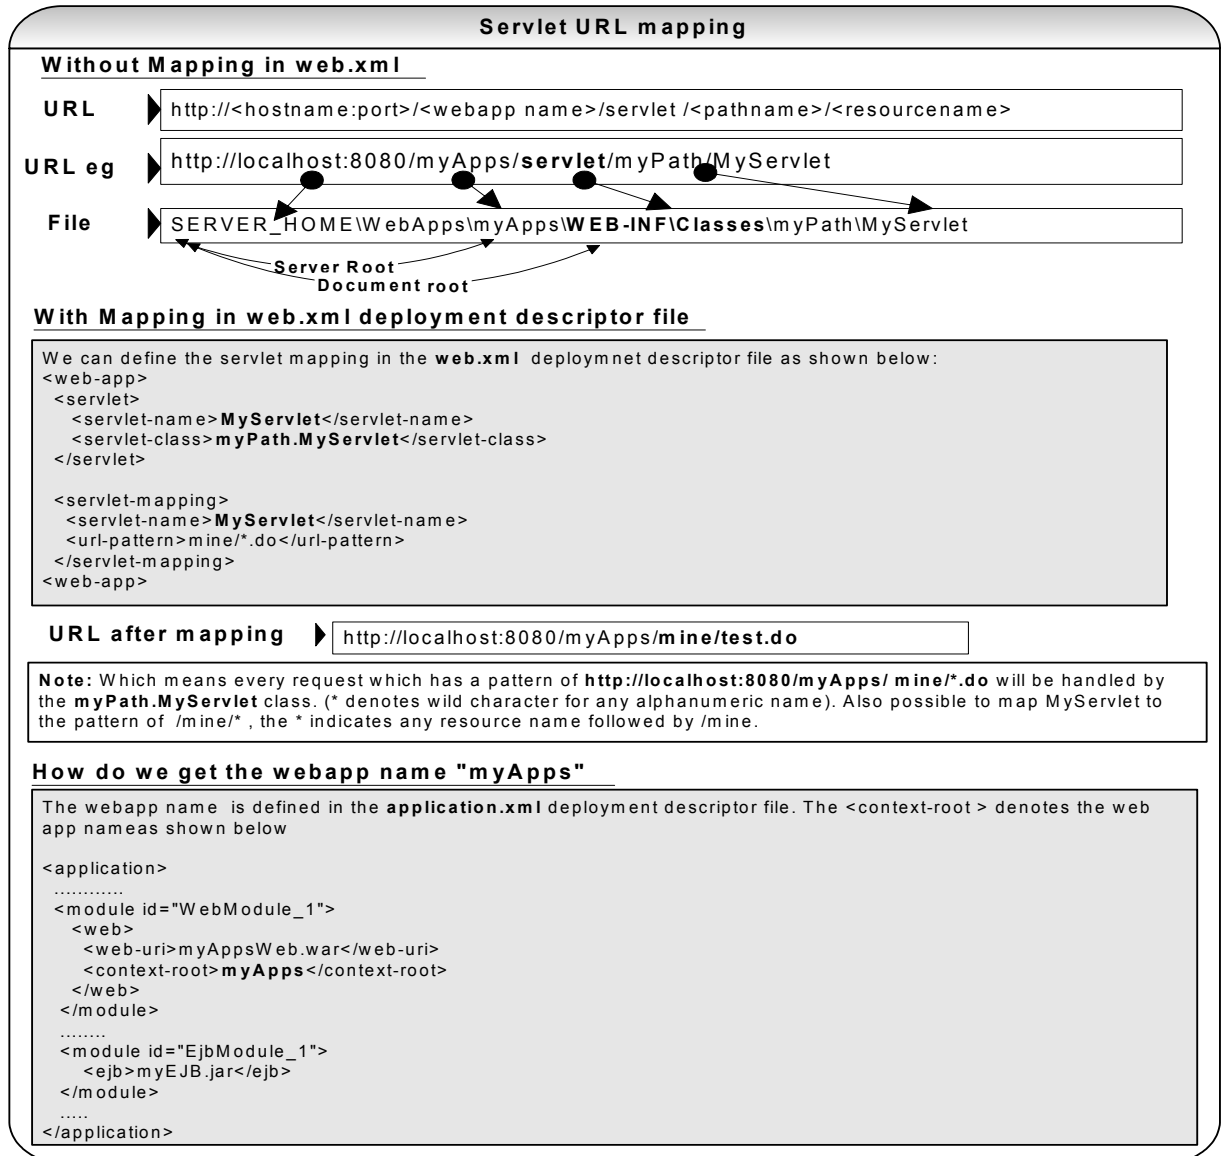 Servlet URL mapping
Without Mapping in web.xml
URL
http://<hostname:port>/<webapp name>/servlet /<pathname>/<resourcename>
URL eg
http://localhost:8080/myApps/servlet/myPath/MyServlet
File
SERVER_HOME\WebApps\myApps\WEB-INF\Classes\myPath\MyServlet
Server Root
Document root
With Mapping in web.xml deployment descriptor file
We can define the servlet mapping in the web.xml deploymnet descriptor file as shown below:
<web-app>
<servlet>
<servlet-name>MyServlet</servlet-name>
<servlet-class>myPath.MyServlet</servlet-class>
</servlet>
<servlet-mapping>
<servlet-name>MyServlet</servlet-name>
<url-pattern>mine/*.do</url-pattern>
</servlet-mapping>
<web-app>
URL after mapping
http://localhost:8080/myApps/mine/test.do
Note: Which means every request which has a pattern of http://localhost:8080/myApps/ mine/*.do will be handled by
the myPath.MyServlet class. (* denotes wild character for any alphanumeric name). Also possible to map MyServlet to
the pattern of /mine/* , the * indicates any resource name followed by /mine.
How do we get the webapp name "myApps"
The webapp name is defined in the application.xml deployment descriptor file. The <context-root > denotes the web
app nameas shown below
<application>
............
<module id="WebModule_1">
<web>
<web-uri>myAppsWeb.war</web-uri>
<context-root>myApps</context-root>
</web>
</module>
........
<module id="EjbModule_1">
<ejb>myEJB.jar</ejb>
</module>
.....
</application>